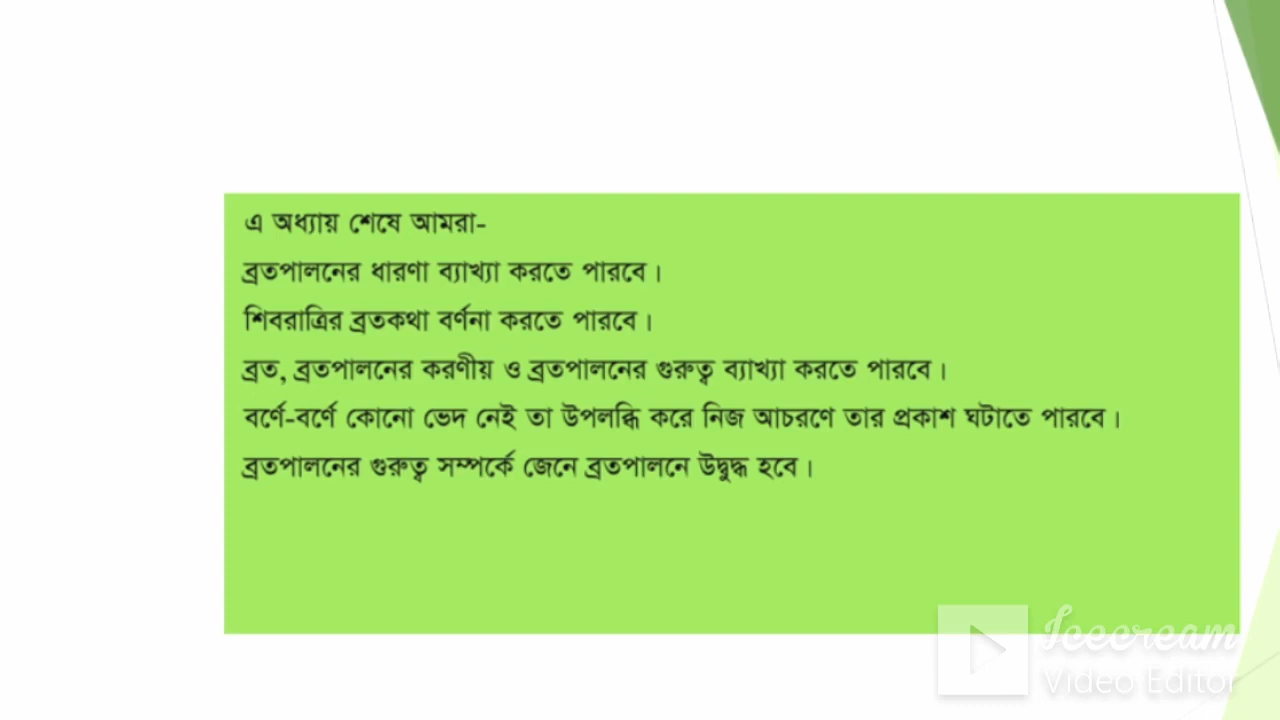 এ অধ্যায় শেষে আমরা-
ব্রতপালনের ধারণা ব্যাখ্যা করতে পারবে।
শিবরাত্রির ব্রতকথা বর্ণনা করতে পারবে।
ব্রত, ব্রতপালনের করণীয় ও ব্রতপালনের গুরুত্ব ব্যাখ্যা করতে পারবে।
বর্ণে-বর্ণে কোনো ভেদ নেই তা উপলব্ধি করে নিজ আচরণে তার প্রকাশ ঘটাতে পারবে।
ব্রতপালনের গুরুত্ব সম্পর্কে জেনে ব্রতপালনে উদ্বুদ্ধ হবে।
Icecream
Video Editor